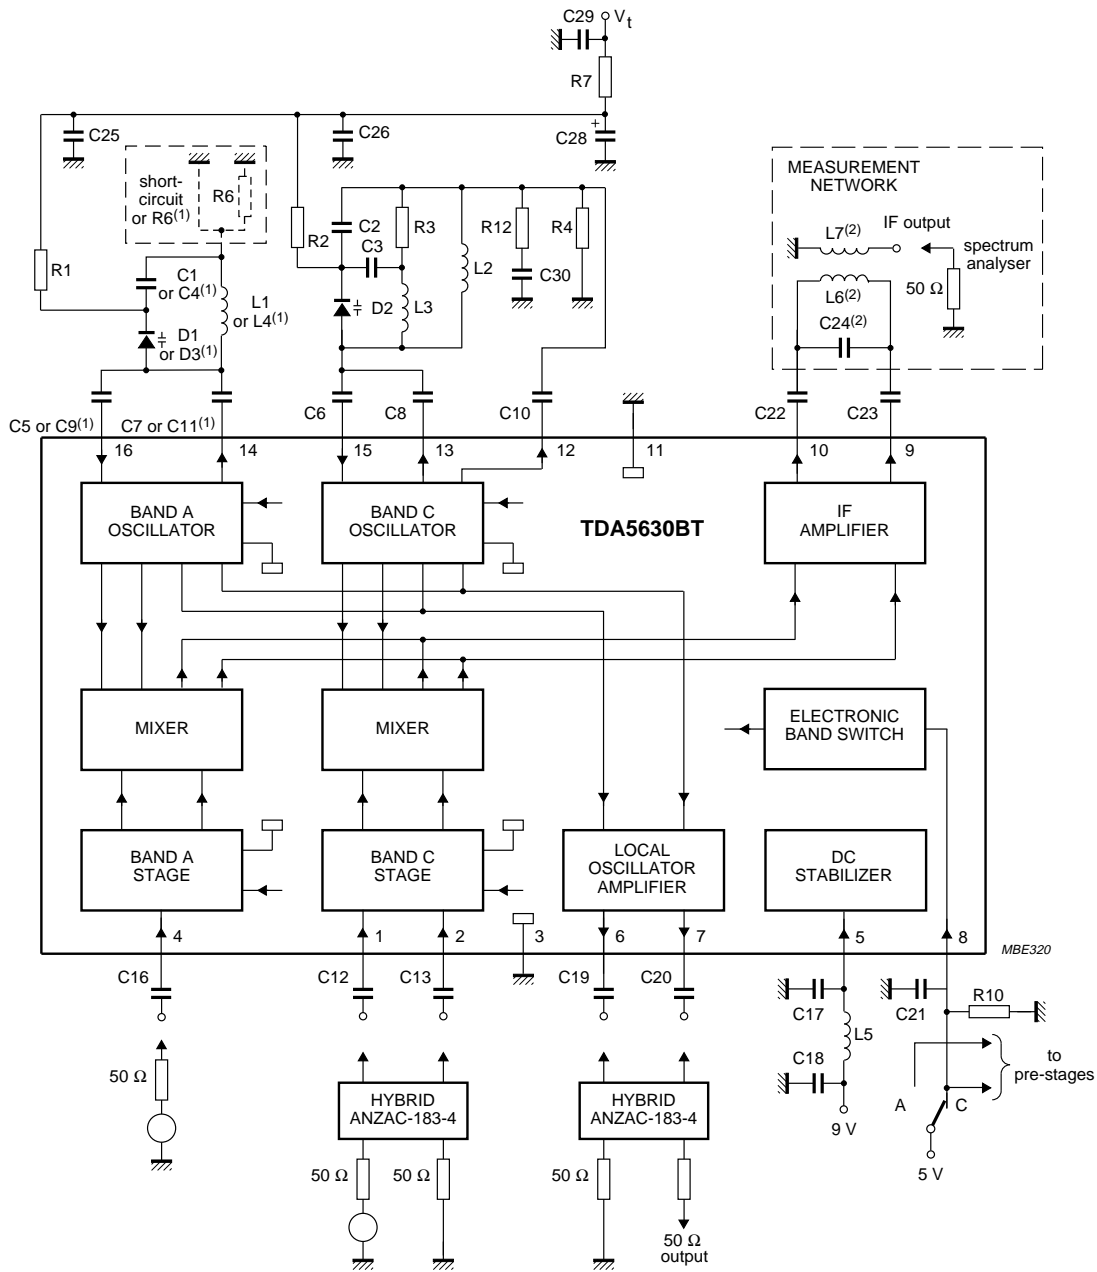 C29
Vt
R7
C25
C26
+
C28
short-
circuit
or R6(1)
R6
R1
C1
or C4(1)
L1
or L4(1)
D1
or D3(1)
R2
C2
R3
C3
L2
R12
R4
C30
D2
L3
MEASUREMENT
NETWORK
L7(2)
IF output
spectrum
analyser
50 Ω
L6(2)
C24(2)
C5 or C9(1)
C7 or C11(1)
C6
C8
C10
C22
C23
16
14
15
13
12
11
10
9
BAND A
OSCILLATOR
BAND C
OSCILLATOR
TDA5630BT
IF
AMPLIFIER
MIXER
MIXER
ELECTRONIC
BAND SWITCH
BAND A
STAGE
BAND C
STAGE
LOCAL
OSCILLATOR
AMPLIFIER
DC
STABILIZER
4
1
2
3
6
7
5
8
MBE320
C16
C12
C13
C19
C20
C17
C21
R10
L5
C18
to
pre-stages
A
C
9 V
5 V
50 Ω
HYBRID
ANZAC-183-4
HYBRID
ANZAC-183-4
50 Ω
50 Ω
50 Ω
50 Ω
output